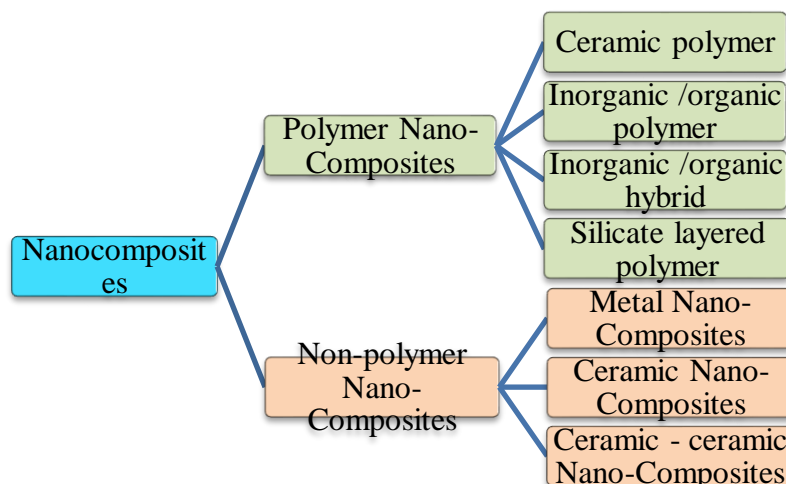 Nanocomposit
es
Polymer Nano-
Composites
Ceramic polymer
Inorganic /organic
polymer
Inorganic /organic
hybrid
Silicate layered
polymer
Non-polymer
Nano-
Composites
Metal Nano-
Composites
Ceramic Nano-
Composites
Ceramic - ceramic
Nano-Composites